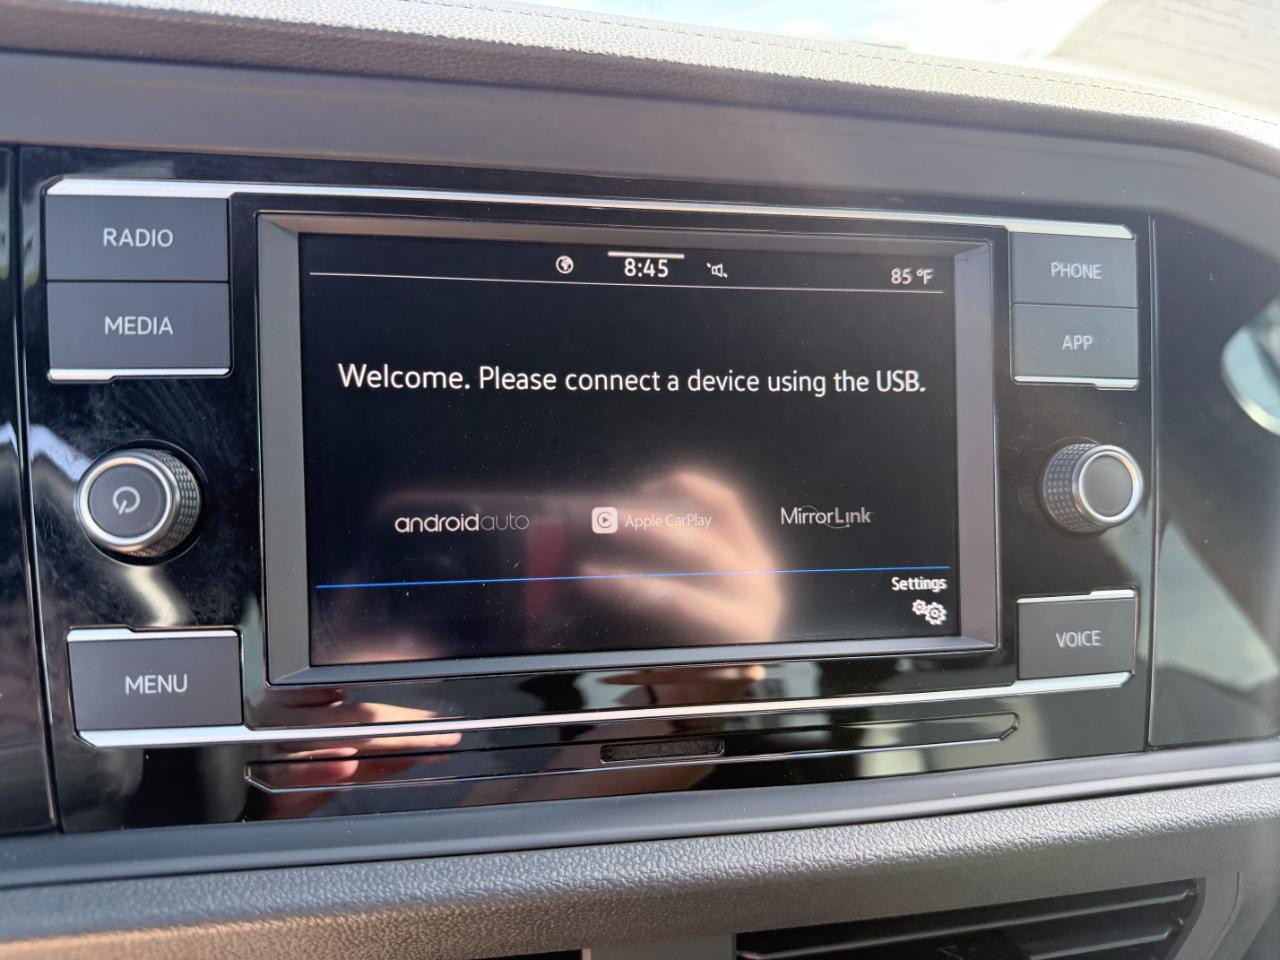 RADIO
MEDIA
MENU
8:45
85 °F
Welcome. Please connect a device using the USB.
androidauto
Apple CarPlay
MirrorLink
Settings
PHONE
APP
VOICE